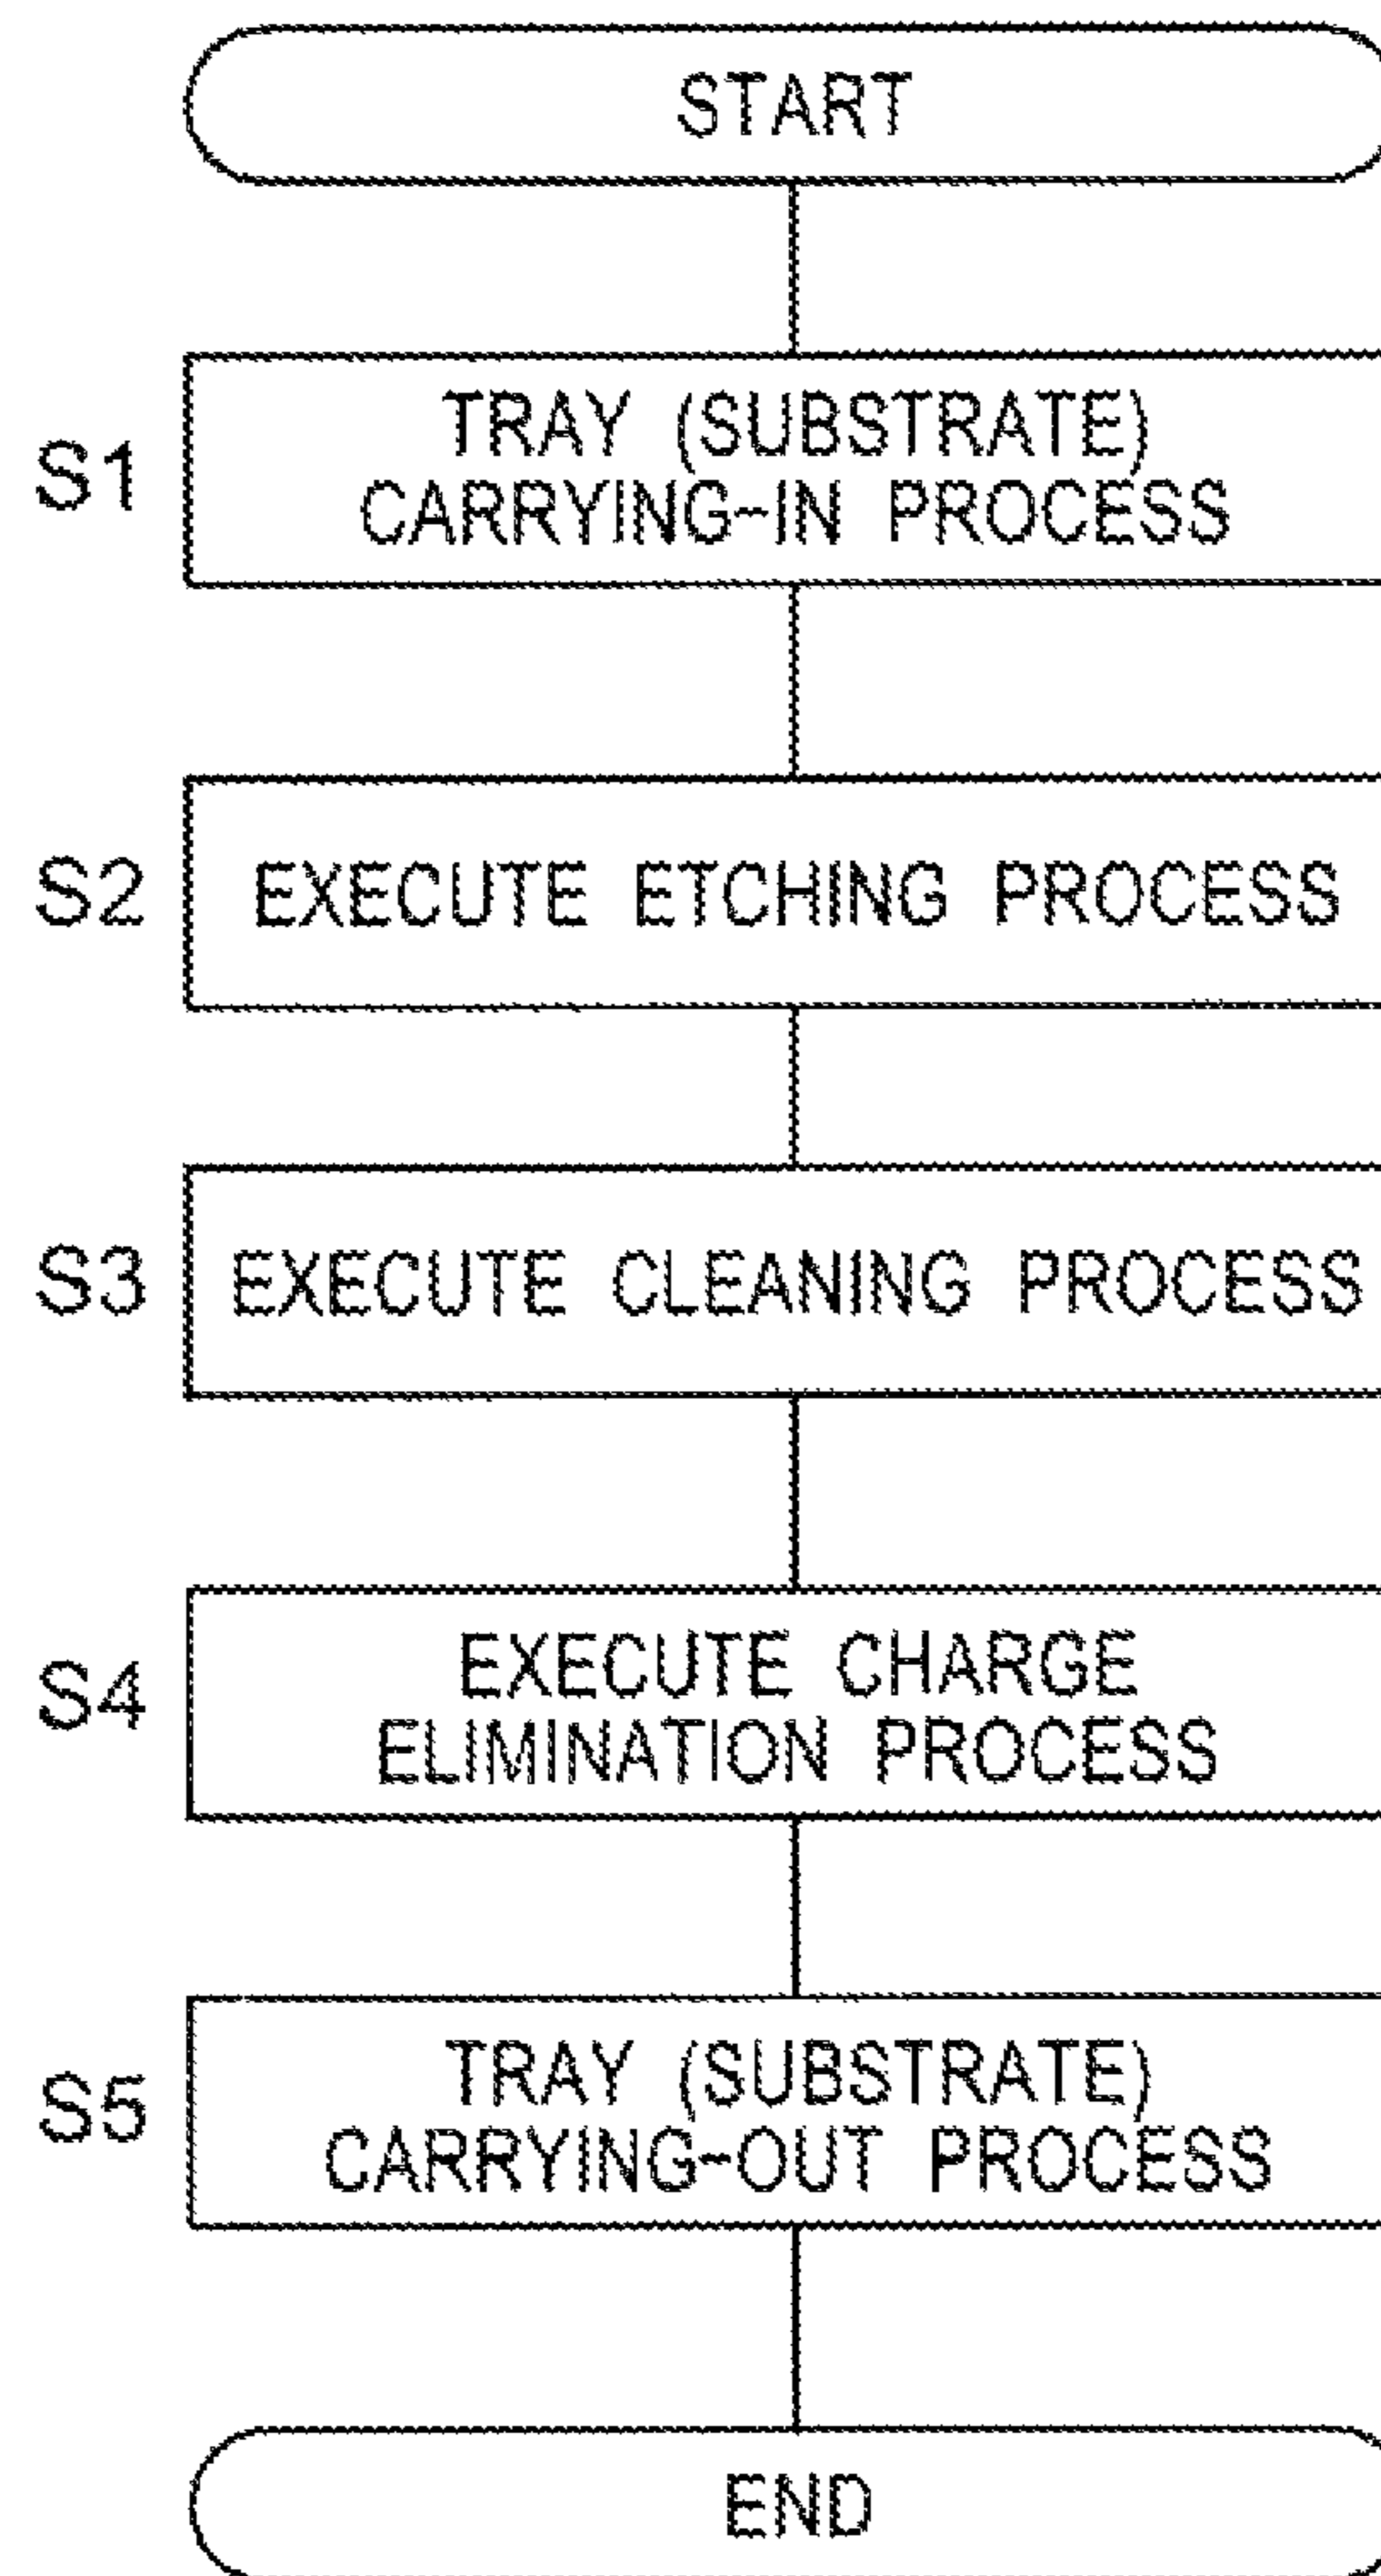 START
S1
TRAY (SUBSTRATE)
CARRYING-IN PROCESS
S2
EXECUTE ETCHING PROCESS
S3
EXECUTE CLEANING PROCESS
S4
EXECUTE CHARGE
ELIMINATION PROCESS
S5
TRAY (SUBSTRATE)
CARRYING-OUT PROCESS
END